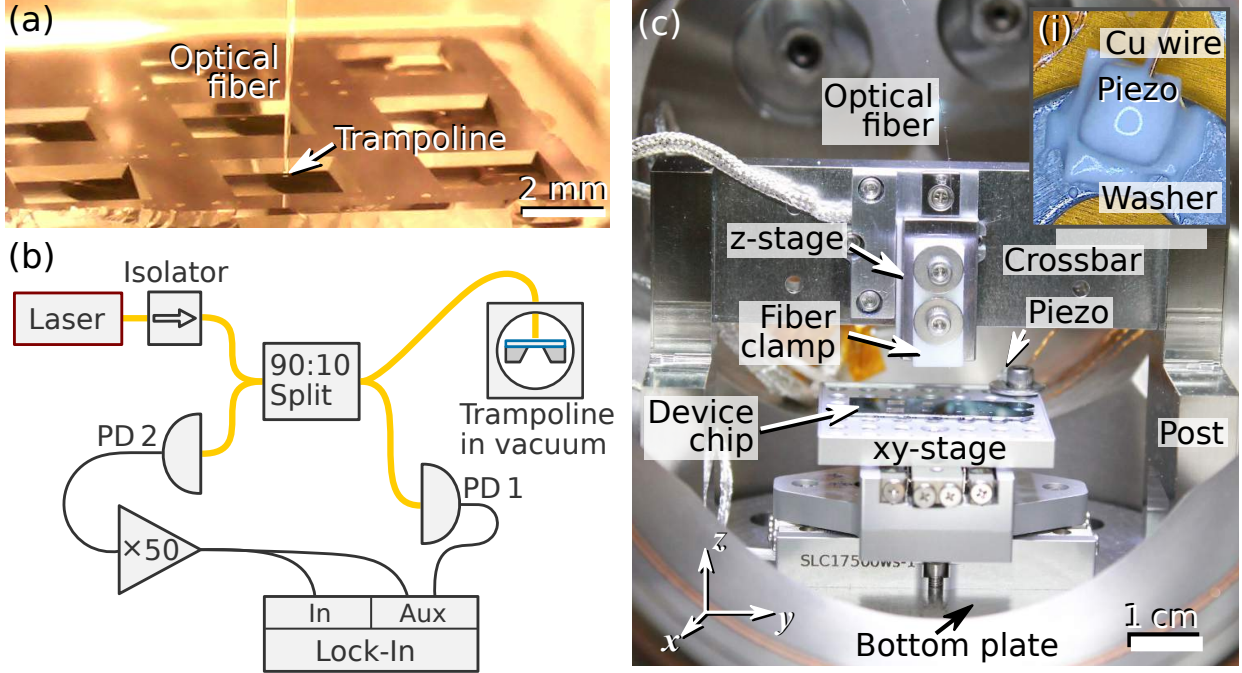 (a)
Optical
fiber
Trampoline
2 mm
(b)
Isolator
Laser
90:10
Split
Trampoline
in vacuum
PD 2
PD 1
×50
In
Aux
Lock-In
(c)
(i)
Cu wire
Piezo
Washer
Optical
fiber
z-stage
Crossbar
Fiber
clamp
Piezo
Device
chip
xy-stage
Post
z
y
x
Bottom plate
1 cm